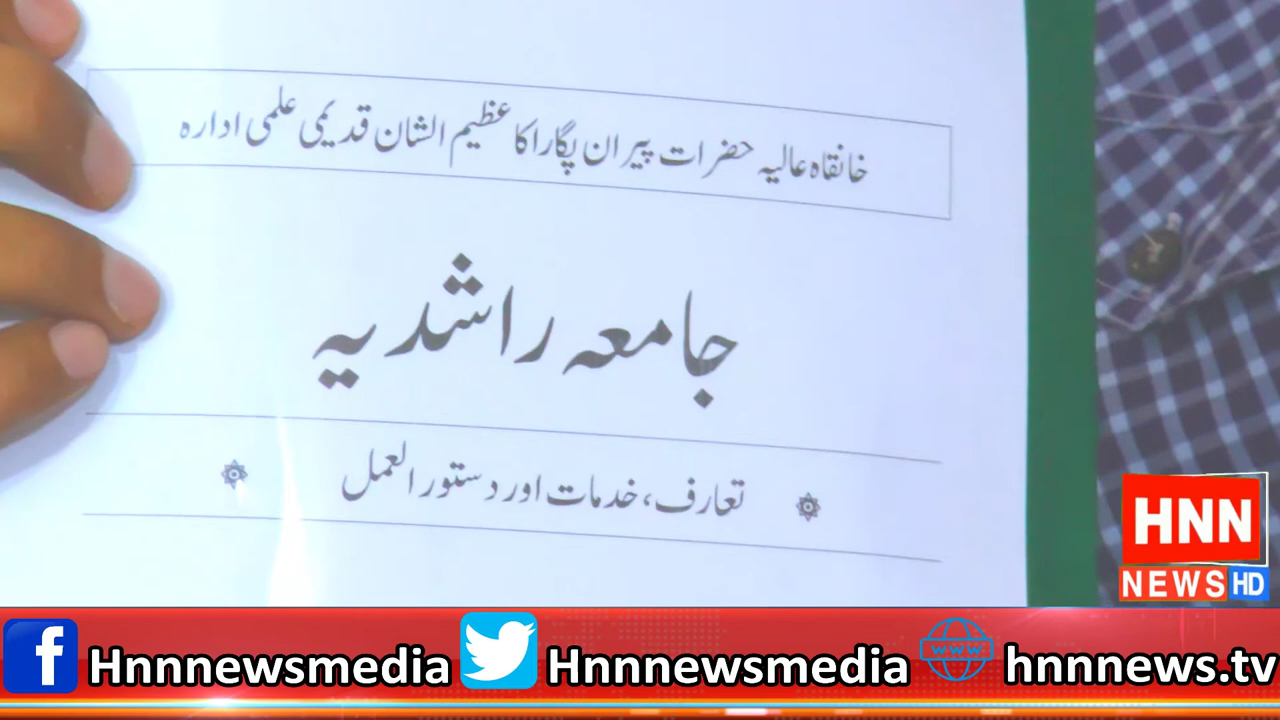 خانقاہ عالیہ حضرات پیران پگارا کا عظیم الشان قدیمی علمی ادارہ
جامعہ راشدیہ
تعارف، خدمات اور دستور العمل
HNN
NEWS HD
f Hnnnewsmedia Hnnnewsmedia www hnnnews.tv